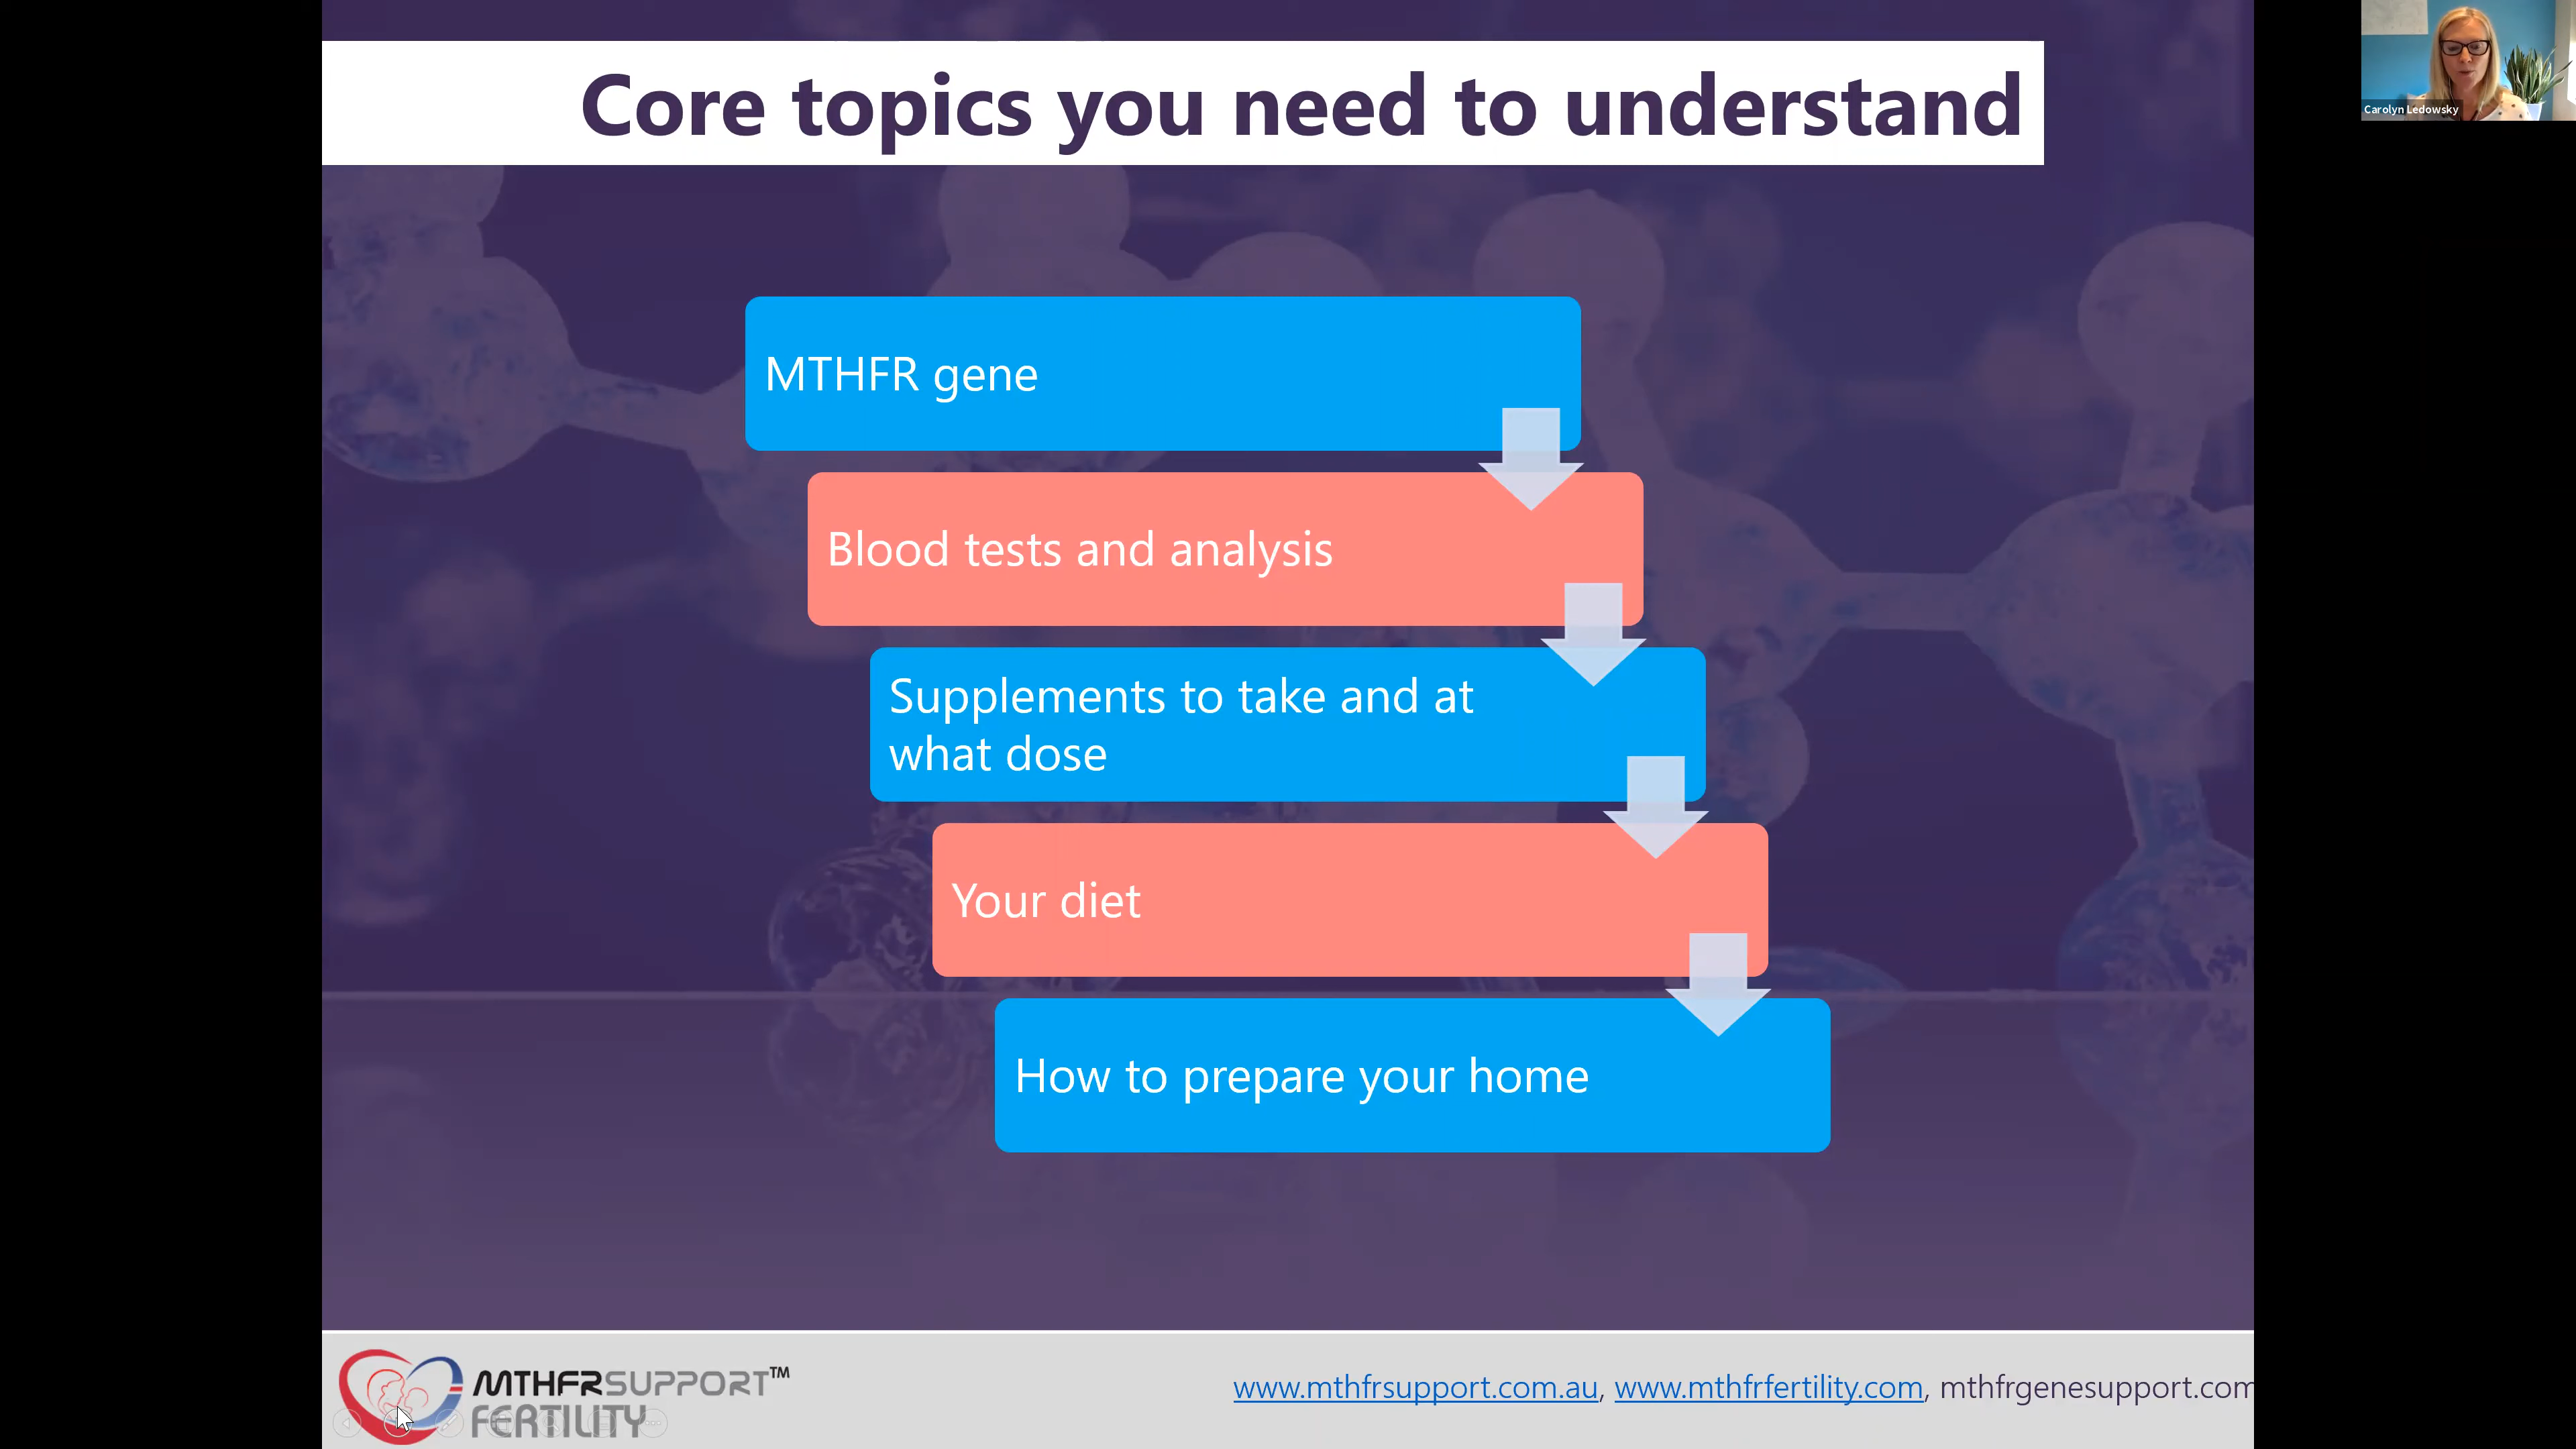 Core topics you need to understand
Carolyn Ledowsky
MTHFR gene
Blood tests and analysis
Supplements to take and at
what dose
Your diet
How to prepare your home
MTHFRSUPPORT™
FERTILITY
www.mthfrsupport.com.au, www.mthfrfertility.com, mthfrgenesupport.com